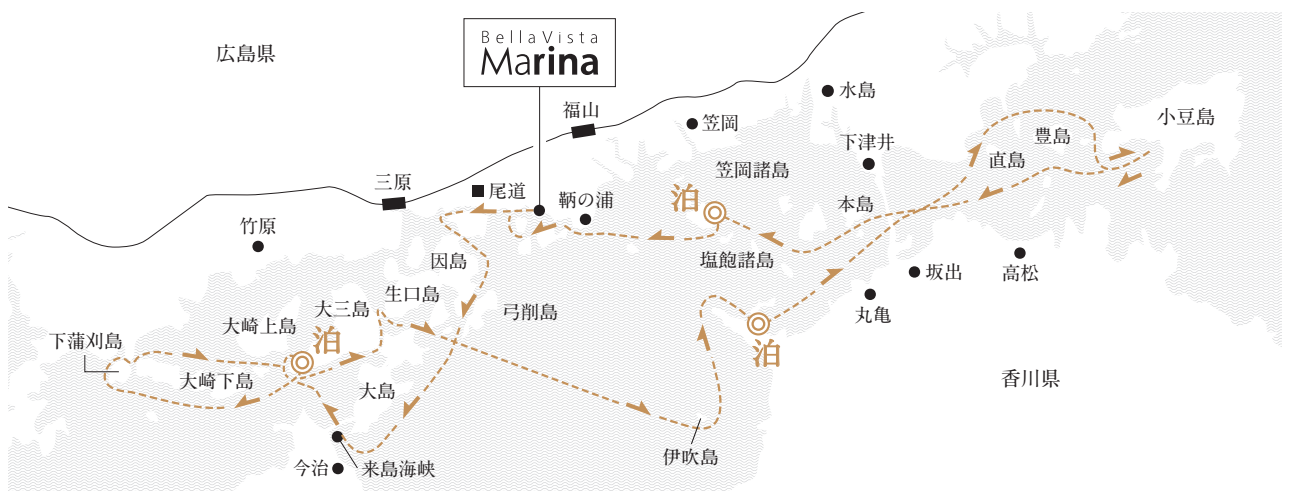 広島県
BellaVista
Marina
福山
水島
笠岡
下津井
小豆島
豊島
直島
笠岡諸島
三原
尾道
鞆の浦
泊
本島
竹原
因島
塩飽諸島
坂出
高松
生口島
弓削島
丸亀
大三島
大崎上島
泊
泊
下蒲刈島
大崎下島
大島
香川県
伊吹島
今治
来島海峡